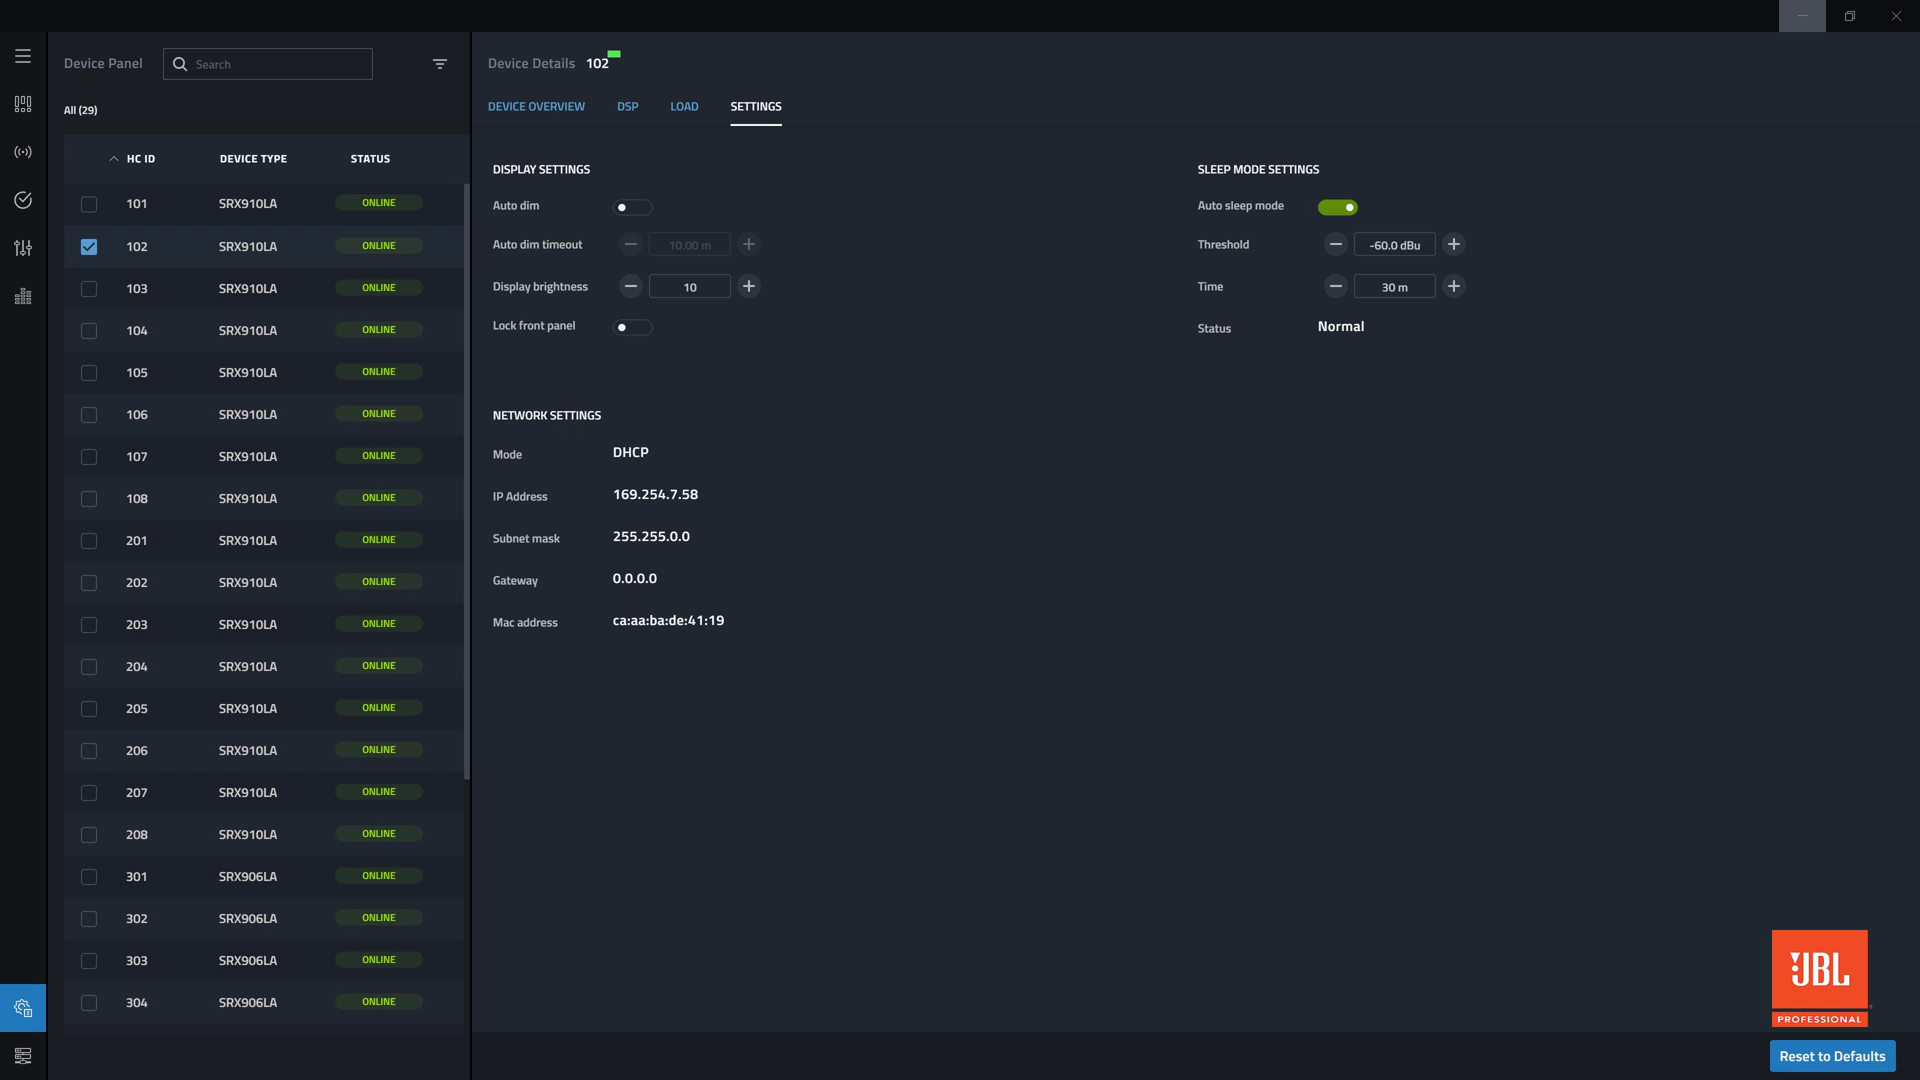 Device Panel
Search
All (29)
HC ID DEVICE TYPE STATUS
101 SRX910LA ONLINE
102 SRX910LA ONLINE
103 SRX910LA ONLINE
104 SRX910LA ONLINE
105 SRX910LA ONLINE
106 SRX910LA ONLINE
107 SRX910LA ONLINE
108 SRX910LA ONLINE
201 SRX910LA ONLINE
202 SRX910LA ONLINE
203 SRX910LA ONLINE
204 SRX910LA ONLINE
205 SRX910LA ONLINE
206 SRX910LA ONLINE
207 SRX910LA ONLINE
208 SRX910LA ONLINE
301 SRX906LA ONLINE
302 SRX906LA ONLINE
303 SRX906LA ONLINE
304 SRX906LA ONLINE
Device Details 102
DEVICE OVERVIEW DSP LOAD SETTINGS
DISPLAY SETTINGS
Auto dim
Auto dim timeout 10.00 m
Display brightness 10
Lock front panel
SLEEP MODE SETTINGS
Auto sleep mode
Threshold -60.0 dBu
Time 30 m
Status Normal
NETWORK SETTINGS
Mode DHCP
IP Address 169.254.7.58
Subnet mask 255.255.0.0
Gateway 0.0.0.0
Mac address ca:aa:ba:de:41:19
JBL
PROFESSIONAL
Reset to Defaults